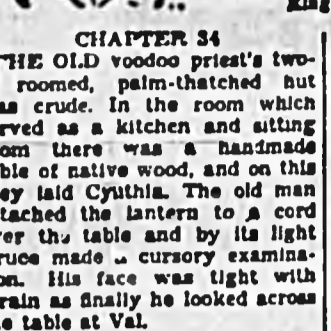 CHAPTER 34
THE OLD voodoo priest's two-
roomed, palm-thatched hut
as crude. In the room which
rved as a kitchen and sitting
om there was a handmade
ble of native wood, and on this
ey laid Cynthia. The old man
tached the lantern to a cord
er the table and by its light
ruce made a cursory examina-
on. His face was tight with
rain as finally he looked across
e table at Val.